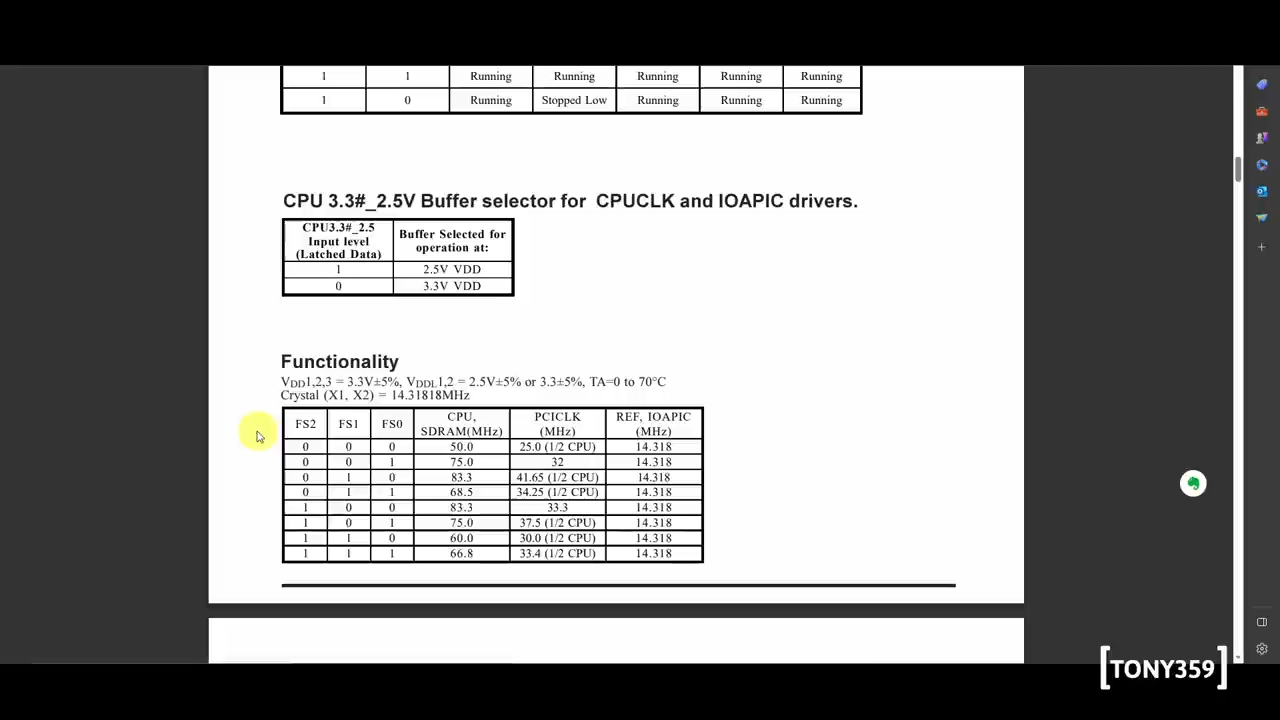 1 1 Running Running Running Running Running
1 0 Running Stopped Low Running Running Running
CPU 3.3#_2.5V Buffer selector for CPUCLK and IOAPIC drivers.
CPU3.3#_2.5 Input level (Latched Data) Buffer Selected for operation at:
1 2.5V VDD
0 3.3V VDD
Functionality
VDD1,2,3 = 3.3V±5%, VDDL1,2 = 2.5V±5% or 3.3±5%, TA=0 to 70°C
Crystal (X1, X2) = 14.31818MHz
FS2 FS1 FS0 CPU, SDRAM(MHz) PCICLK (MHz) REF, IOAPIC (MHz)
0 0 0 50.0 25.0 (1/2 CPU) 14.318
0 0 1 75.0 32 14.318
0 1 0 83.3 41.65 (1/2 CPU) 14.318
0 1 1 68.5 34.25 (1/2 CPU) 14.318
1 0 0 83.3 33.3 14.318
1 0 1 75.0 37.5 (1/2 CPU) 14.318
1 1 0 60.0 30.0 (1/2 CPU) 14.318
1 1 1 66.8 33.4 (1/2 CPU) 14.318
[TONY359]